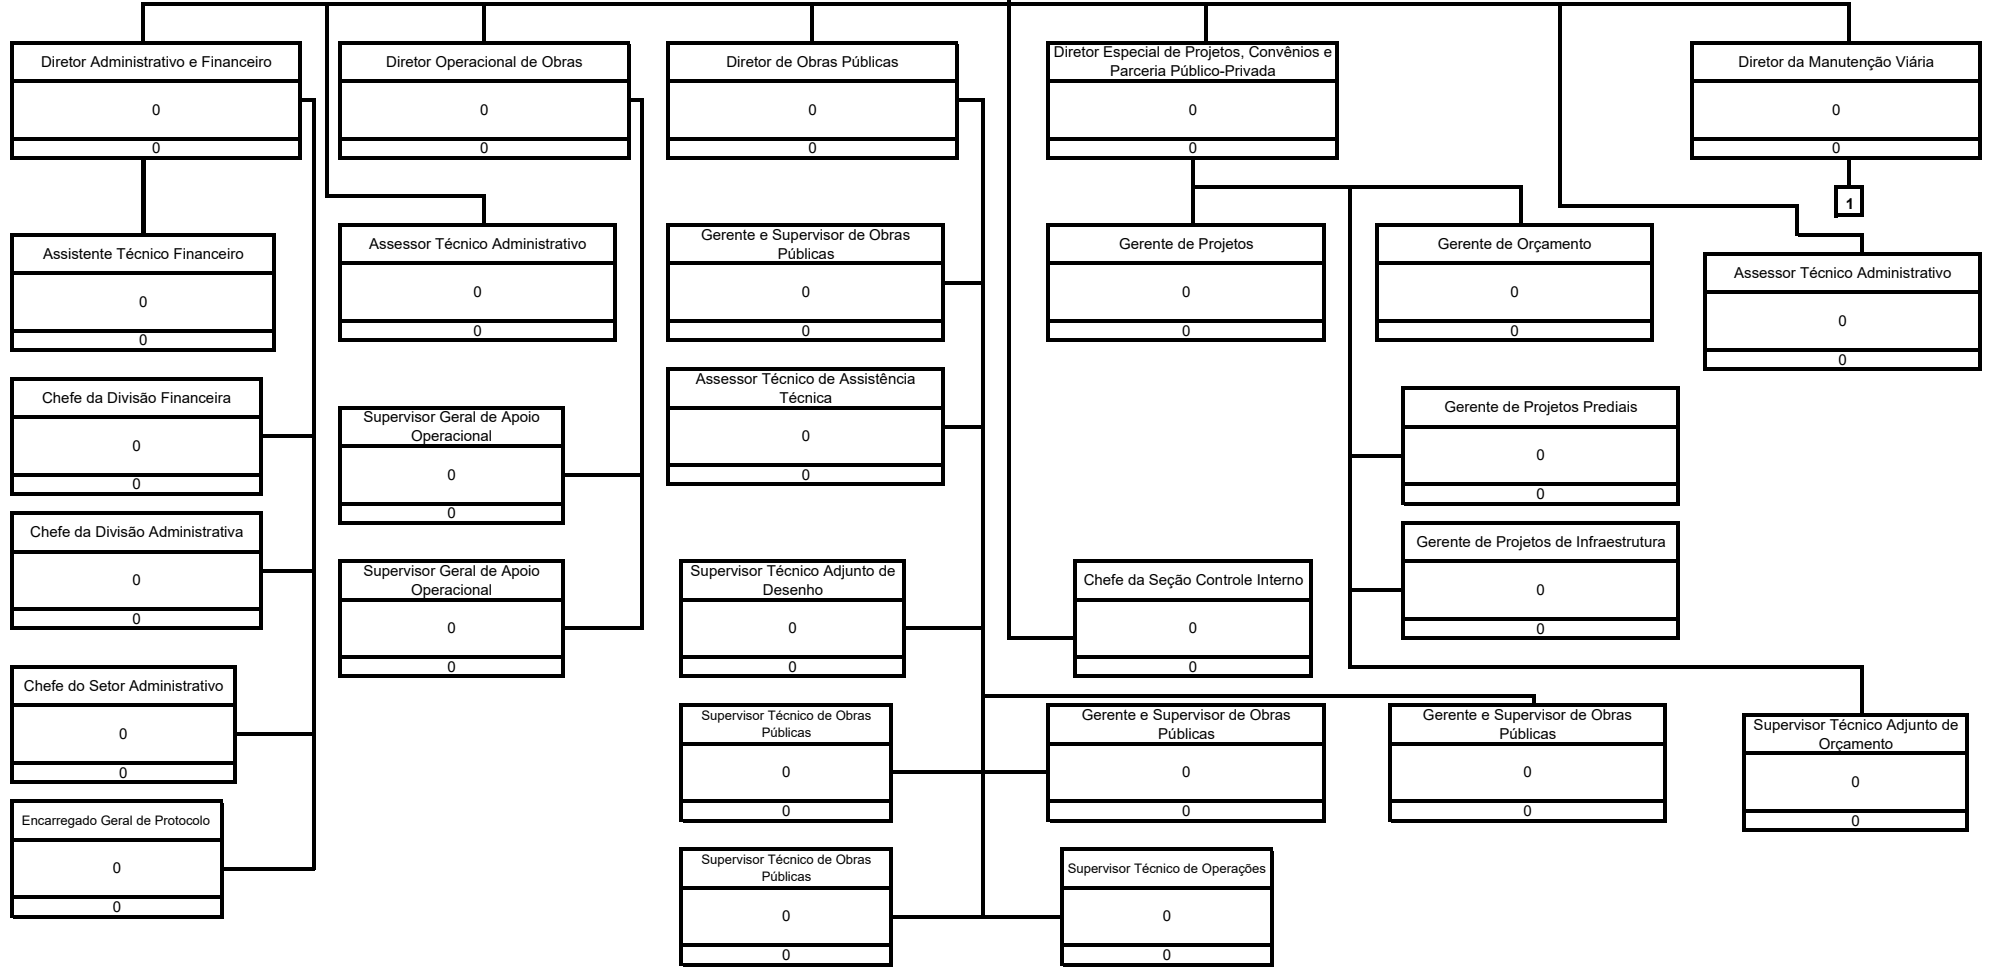 Diretor Administrativo e Financeiro
0
0
Diretor Operacional de Obras
0
0
Diretor de Obras Públicas
0
0
Diretor Especial de Projetos, Convênios e
Parceria Público-Privada
0
0
Diretor da Manutenção Viária
0
0
1
Assistente Técnico Financeiro
0
0
Assessor Técnico Administrativo
0
0
Gerente e Supervisor de Obras
Públicas
0
0
Gerente de Projetos
0
0
Gerente de Orçamento
0
0
Assessor Técnico Administrativo
0
0
Chefe da Divisão Financeira
0
0
Supervisor Geral de Apoio
Operacional
0
0
Assessor Técnico de Assistência
Técnica
0
0
Gerente de Projetos Prediais
0
0
Chefe da Divisão Administrativa
0
0
Supervisor Geral de Apoio
Operacional
0
0
Supervisor Técnico Adjunto de
Desenho
0
0
Chefe da Seção Controle Interno
0
0
Gerente de Projetos de Infraestrutura
0
0
Chefe do Setor Administrativo
0
0
Supervisor Técnico de Obras
Públicas
0
0
Gerente e Supervisor de Obras
Públicas
0
0
Gerente e Supervisor de Obras
Públicas
0
0
Supervisor Técnico Adjunto de
Orçamento
0
0
Encarregado Geral de Protocolo
0
0
Supervisor Técnico de Obras
Públicas
0
0
Supervisor Técnico de Operações
0
0